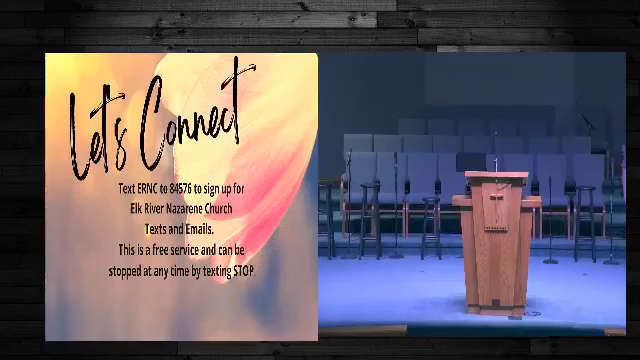 Let's Connect
Text ERNC to 84576 to sign up for
Elk River Nazarene Church
Texts and Emails.
This is a free service and can be
stopped at any time by texting STOP.